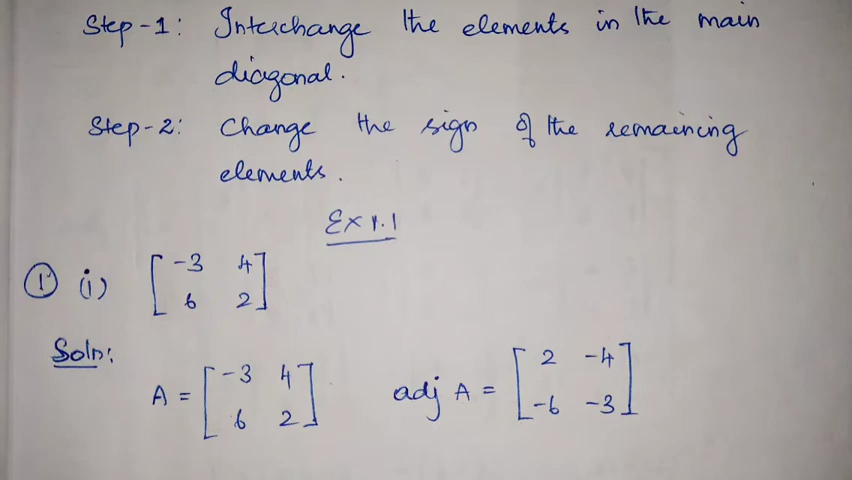 Step-1: Interchange the elements in the main
diagonal.
Step-2: Change the sign of the remaining
elements.
Ex 1.1
① (i) [ -3 4
6 2 ]
Soln:
A = [ -3 4 adj A = [ 2 -4
6 2 ] -6 -3 ]